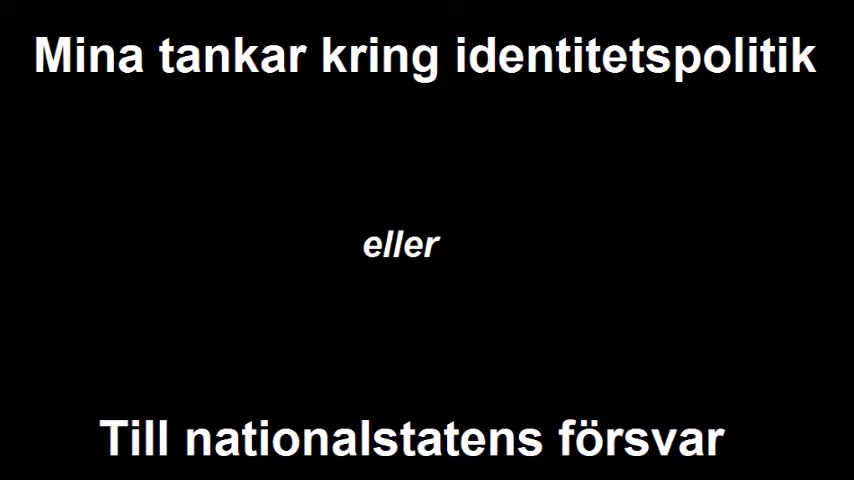 Mina tankar kring identitetspolitik
eller
Till nationalstatens försvar